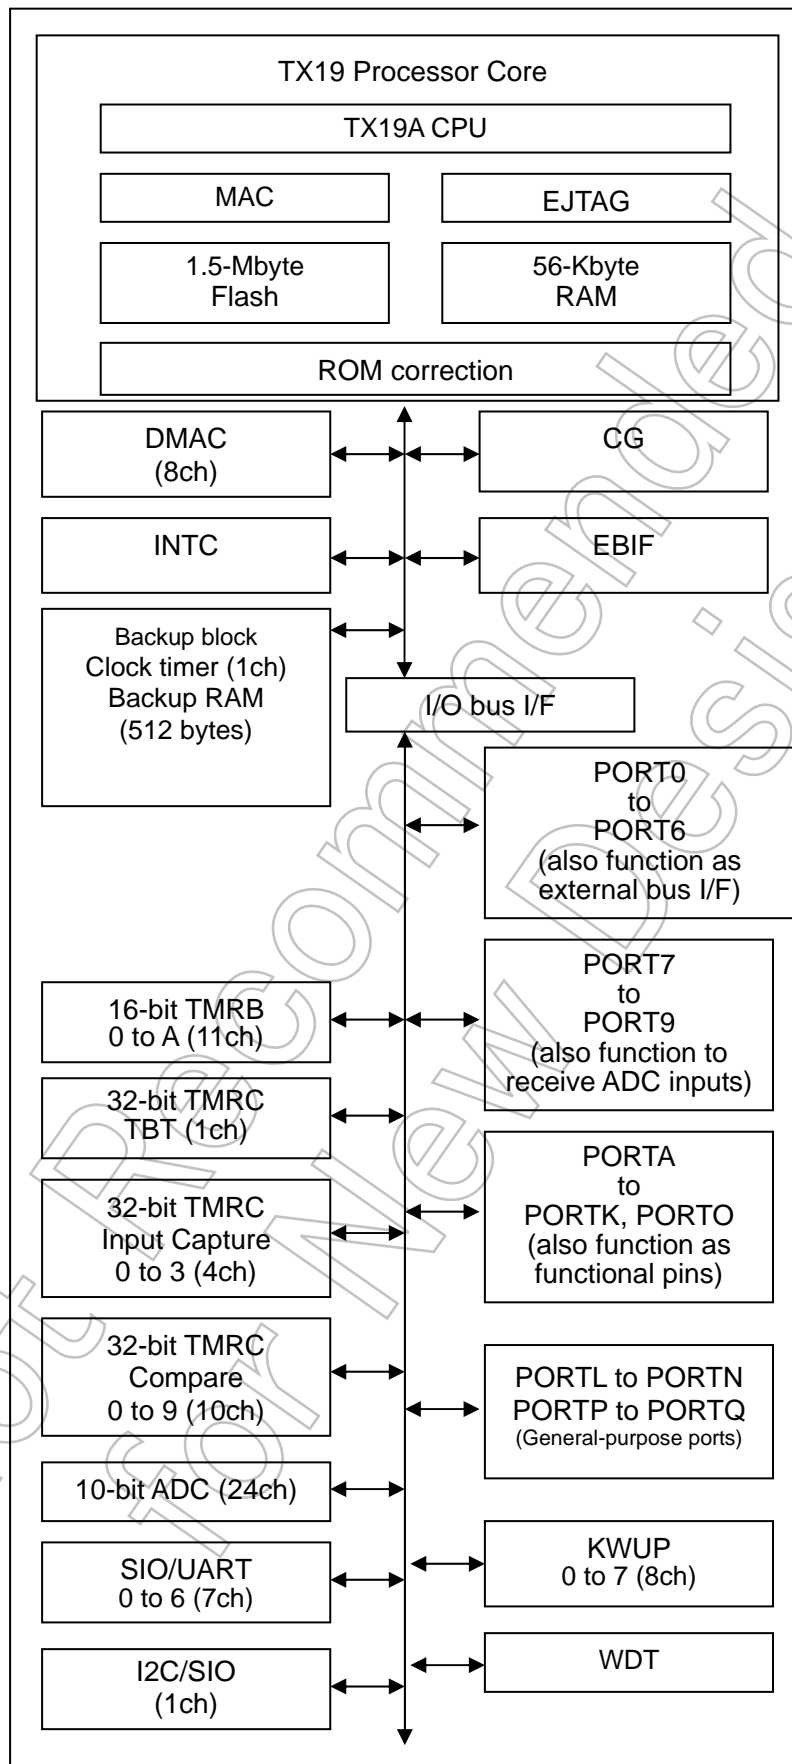 TX19 Processor Core
TX19A CPU
MAC
EJTAG
1.5-Mbyte
Flash
56-Kbyte
RAM
ROM correction
DMAC
(8ch)
CG
INTC
EBIF
Backup block
Clock timer (1ch)
Backup RAM
(512 bytes)
I/O bus I/F
PORT0
to
PORT6
(also function as
external bus I/F)
16-bit TMRB
0 to A (11ch)
PORT7
to
PORT9
(also function to
receive ADC inputs)
32-bit TMRC
TBT (1ch)
32-bit TMRC
Input Capture
0 to 3 (4ch)
PORTA
to
PORTK, PORTO
(also function as
functional pins)
32-bit TMRC
Compare
0 to 9 (10ch)
PORTL to PORTN
PORTP to PORTQ
(General-purpose ports)
10-bit ADC (24ch)
SIO/UART
0 to 6 (7ch)
KWUP
0 to 7 (8ch)
I2C/SIO
(1ch)
WDT
Not Recommended
for New Desi